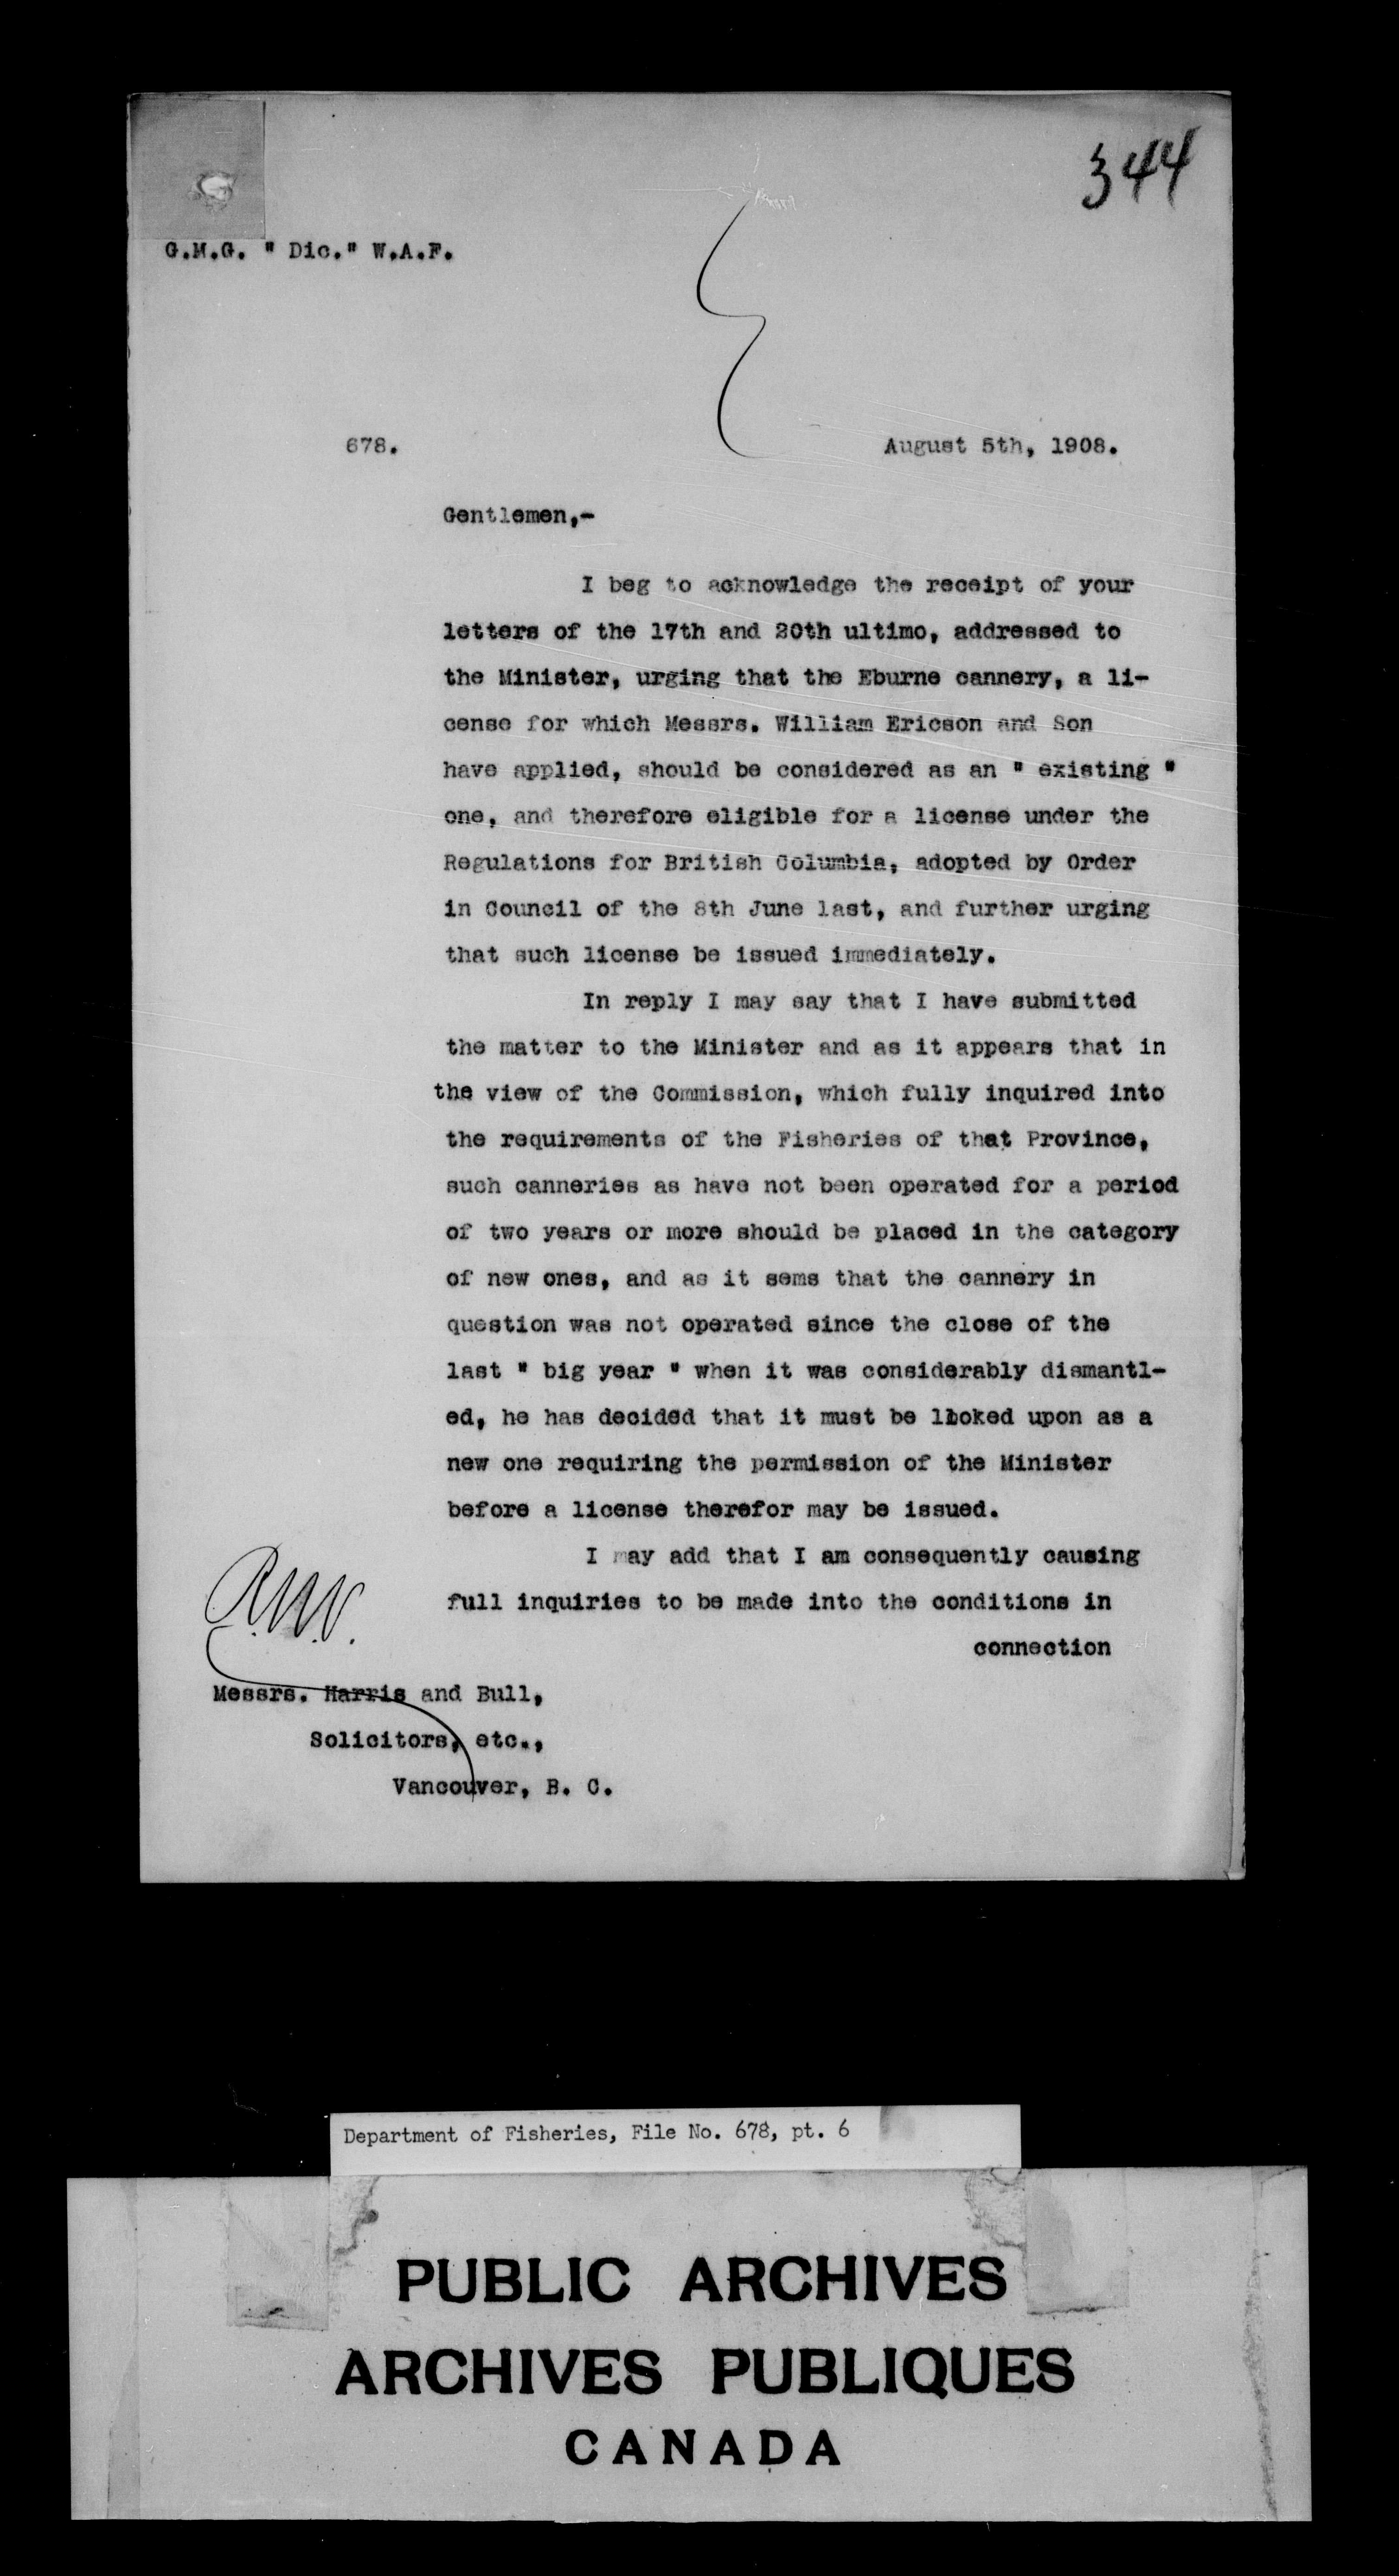 344
G.M.G. " Dic." W.A.F.
678.
August 5th, 1908.
Gentlemen,-
I beg to acknowledge the receipt of your
letters of the 17th and 20th ultimo, addressed to
the Minister, urging that the Eburne cannery, a li-
cense for which Messrs. William Ericson and Son
have applied, should be considered as an " existing "
one, and therefore eligible for a license under the
Regulations for British Columbia, adopted by Order
in Council of the 8th June last, and further urging
that such license be issued immediately.
In reply I may say that I have submitted
the matter to the Minister and as it appears that in
the view of the Commission, which fully inquired into
the requirements of the Fisheries of that Province,
such canneries as have not been operated for a period
of two years or more should be placed in the category
of new ones, and as it sems that the cannery in
question was not operated since the close of the
last " big year " when it was considerably dismantl-
ed, he has decided that it must be looked upon as a
new one requiring the permission of the Minister
before a license therefor may be issued.
I may add that I am consequently causing
full inquiries to be made into the conditions in
connection
Messrs. Harris and Bull,
Solicitors, etc.,
Vancouver, B. C.
Department of Fisheries, File No. 678, pt. 6
PUBLIC ARCHIVES
ARCHIVES PUBLIQUES
CANADA